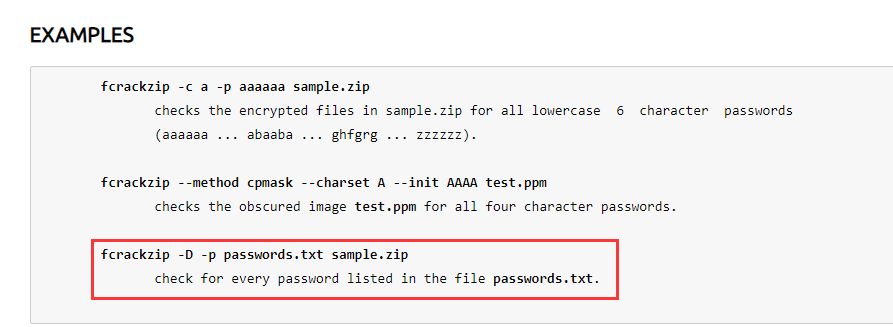 EXAMPLES
fcrackzip -c a -p aaaaaa sample.zip
checks the encrypted files in sample.zip for all lowercase 6 character passwords
(aaaaaa ... abaaba ... ghfgrg ... zzzzzz).
fcrackzip --method cpmask --charset A --init AAAA test.ppm
checks the obscured image test.ppm for all four character passwords.
fcrackzip -D -p passwords.txt sample.zip
check for every password listed in the file passwords.txt.